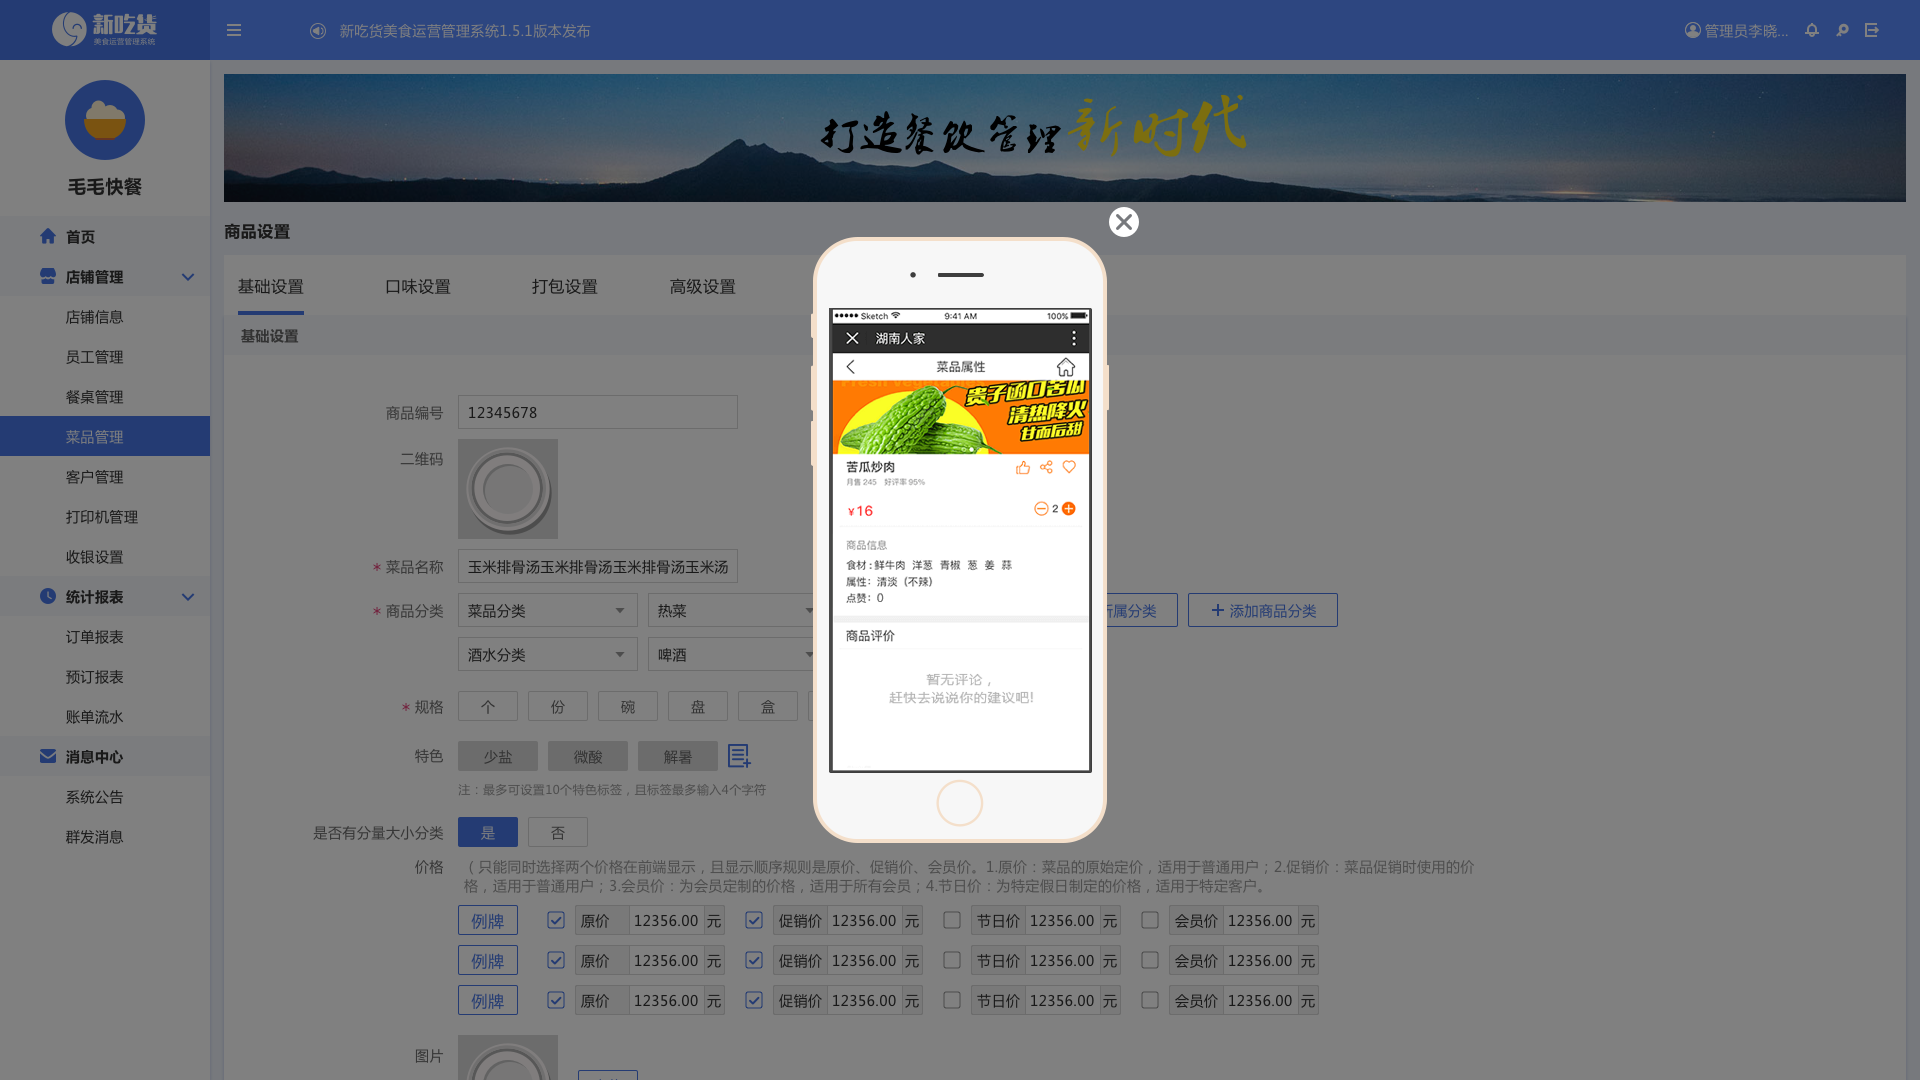 新吃货
美食运营管理系统
新吃货美食运营管理系统1.5.1版本发布
管理员李晓...
毛毛快餐
首页
店铺管理
店铺信息
员工管理
餐桌管理
菜品管理
客户管理
打印机管理
收银设置
统计报表
订单报表
预订报表
账单流水
消息中心
系统公告
群发消息
打造餐饮管理新时代
商品设置
基础设置 口味设置 打包设置 高级设置
基础设置
商品编号 12345678
二维码
* 菜品名称 玉米排骨汤玉米排骨汤玉米排骨汤玉米汤
* 商品分类 菜品分类 热菜 所属分类 添加商品分类
酒水分类 啤酒
* 规格 个 份 碗 盘 盒
特色 少盐 微酸 解暑
注：最多可设置10个特色标签，且标签最多输入4个字符
是否有分量大小分类 是 否
价格 （只能同时选择两个价格在前端显示，且显示顺序规则是原价、促销价、会员价。1.原价：菜品的原始定价，适用于普通用户；2.促销价：菜品促销时使用的价
格，适用于普通用户；3.会员价：为会员定制的价格，适用于所有会员；4.节日价：为特定假日制定的价格，适用于特定客户。
例牌 原价 12356.00 元 促销价 12356.00 元 节日价 12356.00 元 会员价 12356.00 元
例牌 原价 12356.00 元 促销价 12356.00 元 节日价 12356.00 元 会员价 12356.00 元
例牌 原价 12356.00 元 促销价 12356.00 元 节日价 12356.00 元 会员价 12356.00 元
图片
Sketch 9:41 AM 100%
湖南人家
菜品属性
贵子涵口苦瓜
清热降火
甘而后甜
苦瓜炒肉
月售 245 好评率 95%
¥16
2
商品信息
食材：鲜牛肉 洋葱 青椒 葱 姜 蒜
属性：清淡（不辣）
点赞：0
商品评价
暂无评论，
赶快去说说你的建议吧!